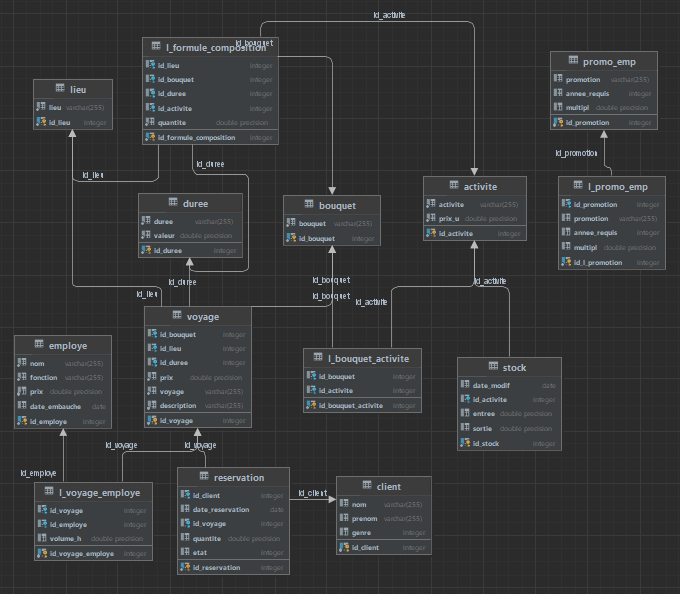 id_activite
l_formule_composition
id_bouquet
id_lieu integer
id_bouquet integer
id_duree integer
id_activite integer
quantite double precision
id_formule_composition integer
promo_emp
promotion varchar(255)
annee_requis integer
multipl double precision
id_promotion integer
lieu
lieu varchar(255)
id_lieu integer
id_lieu
id_duree
id_promotion
duree
duree varchar(255)
valeur double precision
id_duree integer
bouquet
bouquet varchar(255)
id_bouquet integer
activite
activite varchar(255)
prix_u double precision
id_activite integer
l_promo_emp
id_promotion integer
promotion varchar(255)
annee_requis integer
multipl double precision
id_l_promotion integer
id_duree
id_lieu
id_bouquet
id_bouquet
id_activite
id_activite
voyage
id_bouquet integer
id_lieu integer
id_duree integer
prix double precision
voyage varchar(255)
description varchar(255)
id_voyage integer
employe
nom varchar(255)
fonction varchar(255)
prix double precision
date_embauche date
id_employe integer
l_bouquet_activite
id_bouquet integer
id_activite integer
id_bouquet_activite integer
stock
date_modif date
id_activite integer
entree double precision
sortie double precision
id_stock integer
id_voyage
id_voyage
id_employe
l_voyage_employe
id_voyage integer
id_employe integer
volume_h double precision
id_voyage_employe integer
reservation
id_client integer
date_reservation date
id_voyage integer
quantite double precision
etat integer
id_reservation integer
id_client
client
nom varchar(255)
prenom varchar(255)
genre integer
id_client integer